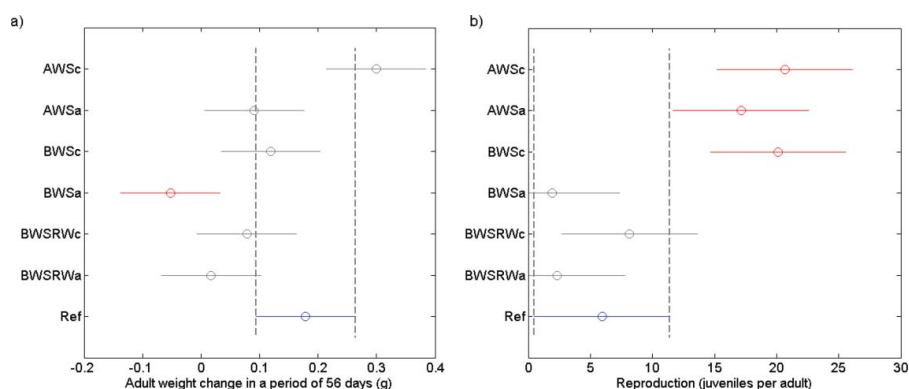 a)
AWSc
AWSa
BWSc
BWSa
BWSRWc
BWSRWa
Ref
-0.2 -0.1 0 0.1 0.2 0.3 0.4
Adult weight change in a period of 56 days (g)
b)
AWSc
AWSa
BWSc
BWSa
BWSRWc
BWSRWa
Ref
0 5 10 15 20 25 30
Reproduction (juveniles per adult)